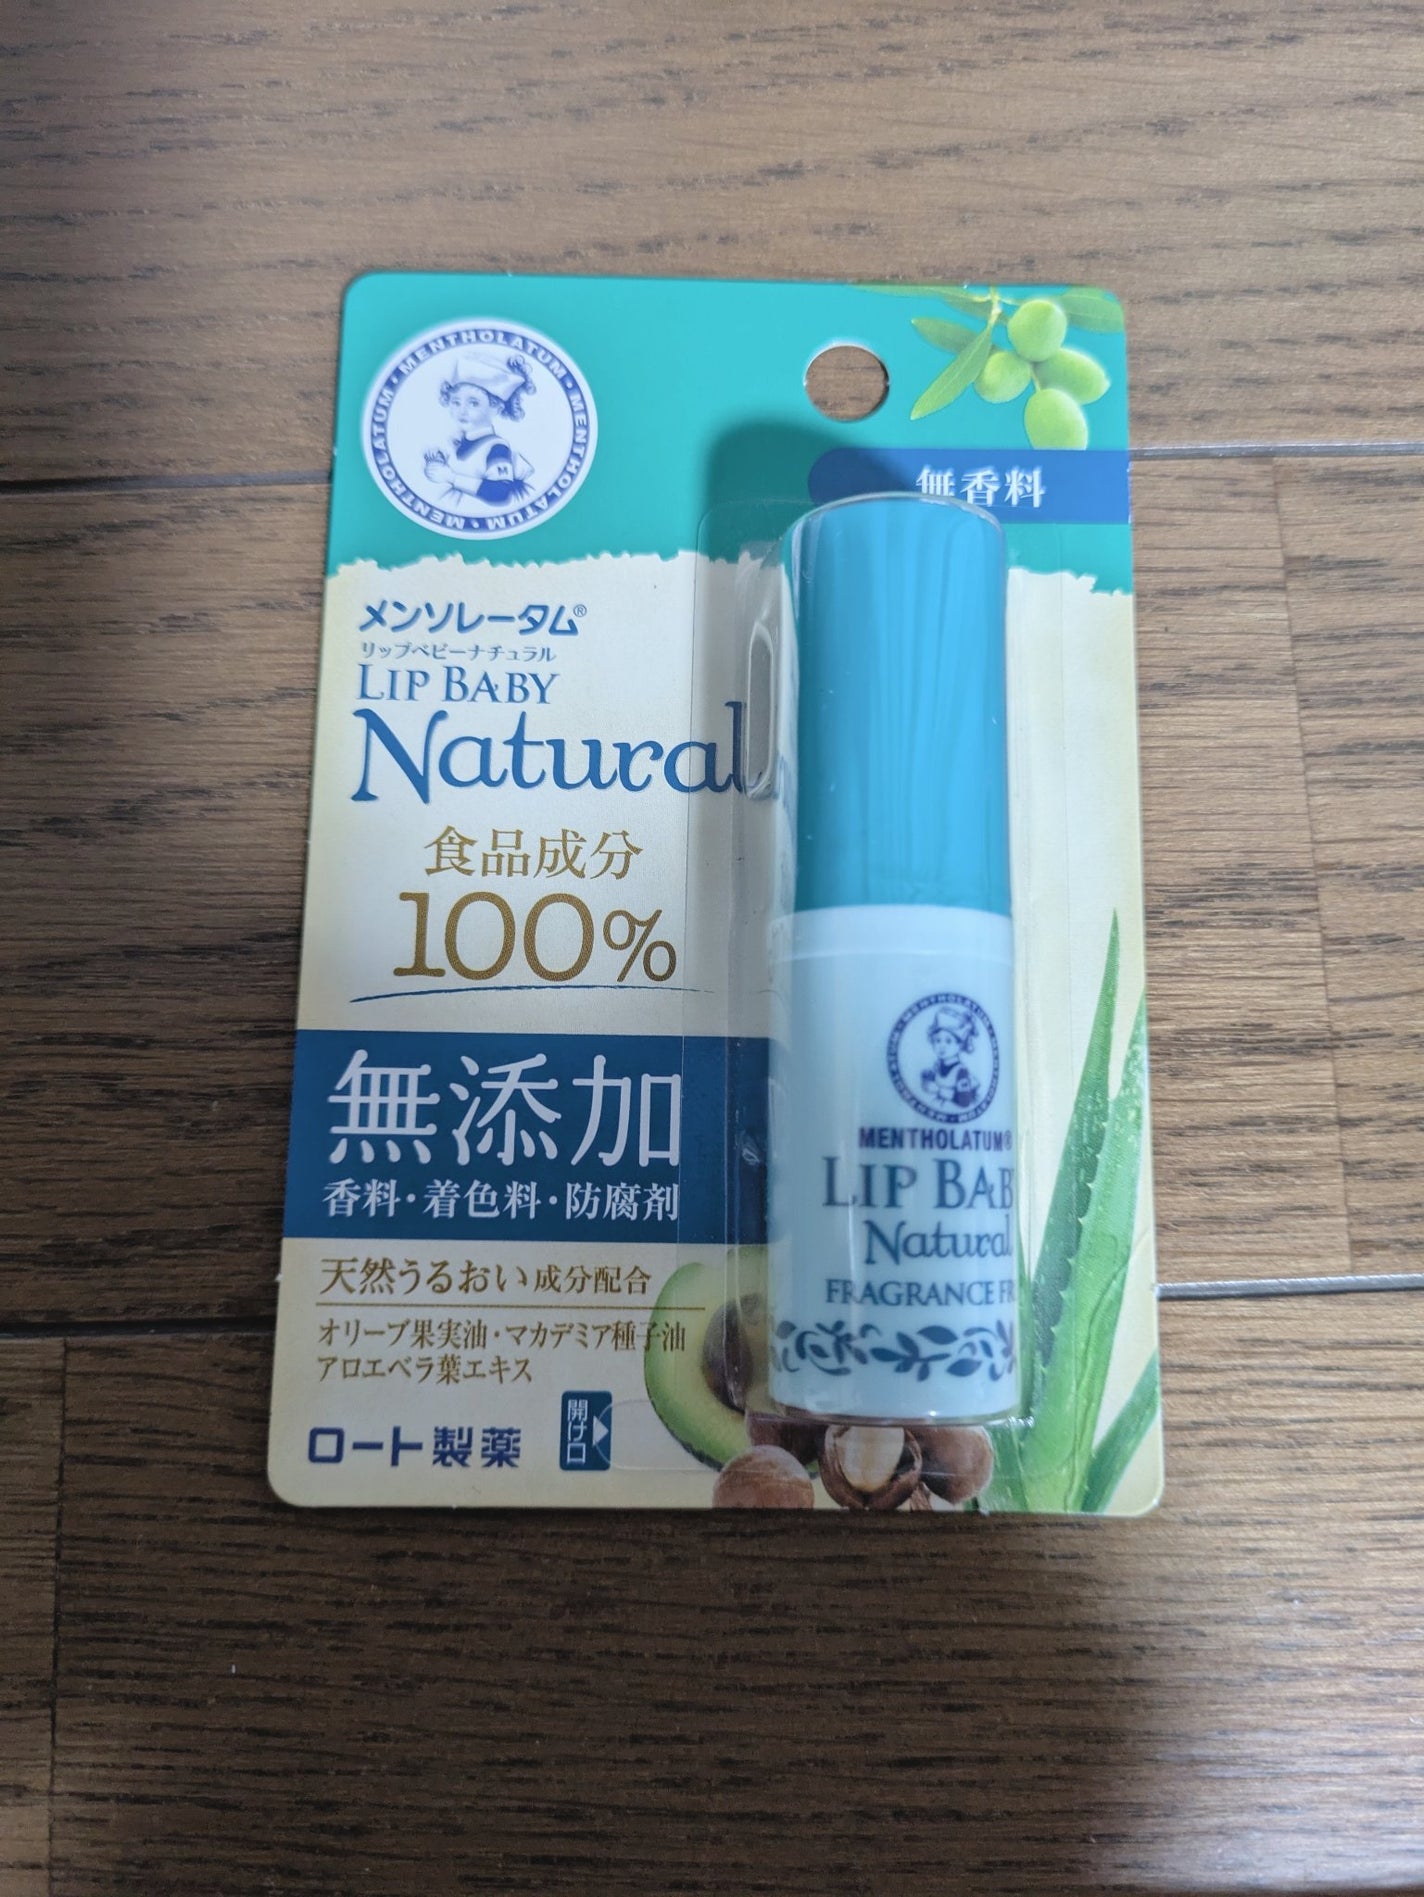 MENTHOLATUM・MENTHOLATUM・MENTHOLATUM・MENTHOLATUM・
無香料
メンソレータム®
リップベビーナチュラル
LIP BABY
Natural
食品成分
100%
無添加
香料・着色料・防腐剤
天然うるおい成分配合
オリーブ果実油・マカデミア種子油
アロエベラ葉エキス
ロート製薬
開け口
MENTHOLATUM®
LIP BAB
Natural
FRAGRANCE FR